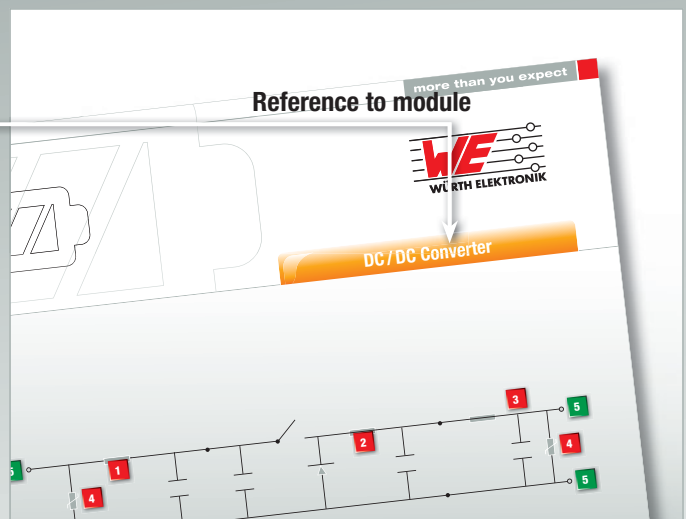 more than you expect
Reference to module
WE
WÜRTH ELEKTRONIK
DC / DC Converter
3
5
2
4
1
5
5
4